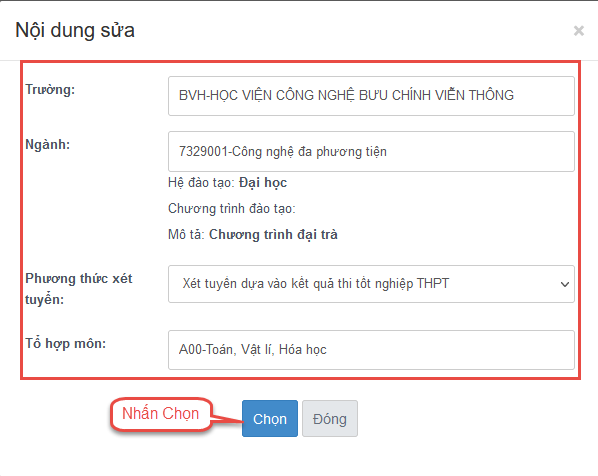 Nội dung sửa
×
Trường:
BVH-HỌC VIỆN CÔNG NGHỆ BƯU CHÍNH VIỄN THÔNG
Ngành:
7329001-Công nghệ đa phương tiện
Hệ đào tạo: Đại học
Chương trình đào tạo:
Mô tả: Chương trình đại trà
Phương thức xét
tuyển:
Xét tuyển dựa vào kết quả thi tốt nghiệp THPT
Tổ hợp môn:
A00-Toán, Vật lí, Hóa học
Nhấn Chọn
Chọn
Đóng